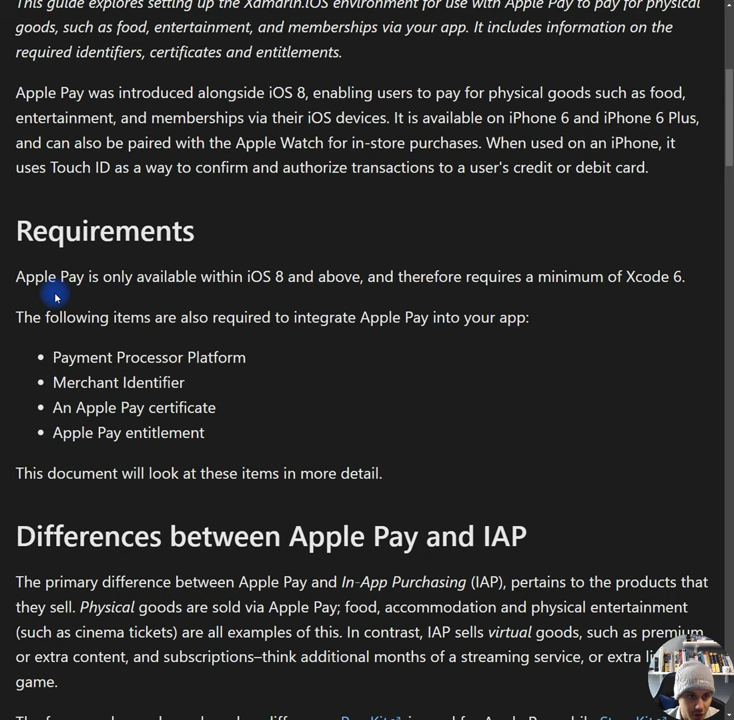 This guide explores setting up the Xamarin.iOS environment for use with Apple Pay to pay for physical
goods, such as food, entertainment, and memberships via your app. It includes information on the
required identifiers, certificates and entitlements.
Apple Pay was introduced alongside iOS 8, enabling users to pay for physical goods such as food,
entertainment, and memberships via their iOS devices. It is available on iPhone 6 and iPhone 6 Plus,
and can also be paired with the Apple Watch for in-store purchases. When used on an iPhone, it
uses Touch ID as a way to confirm and authorize transactions to a user's credit or debit card.
Requirements
Apple Pay is only available within iOS 8 and above, and therefore requires a minimum of Xcode 6.
The following items are also required to integrate Apple Pay into your app:
• Payment Processor Platform
• Merchant Identifier
• An Apple Pay certificate
• Apple Pay entitlement
This document will look at these items in more detail.
Differences between Apple Pay and IAP
The primary difference between Apple Pay and In-App Purchasing (IAP), pertains to the products that
they sell. Physical goods are sold via Apple Pay; food, accommodation and physical entertainment
(such as cinema tickets) are all examples of this. In contrast, IAP sells virtual goods, such as premium
or extra content, and subscriptions–think additional months of a streaming service, or extra
game.